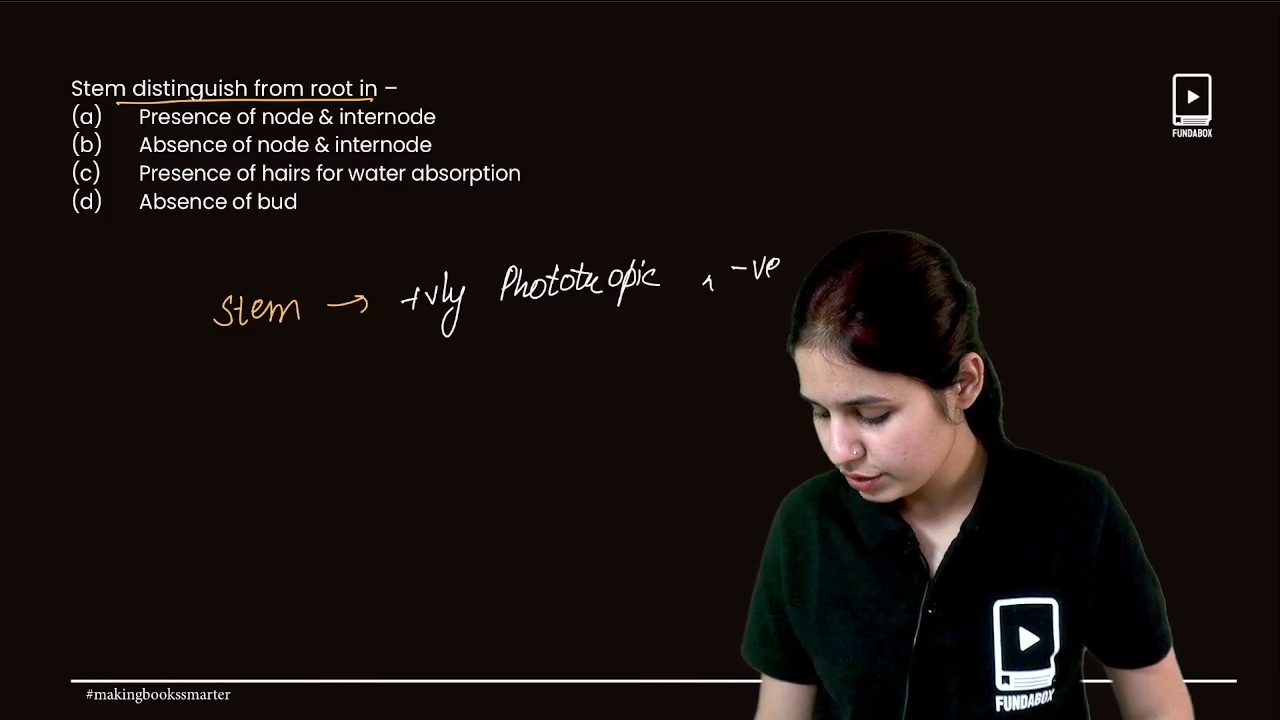 Stem distinguish from root in –
(a) Presence of node & internode
(b) Absence of node & internode
(c) Presence of hairs for water absorption
(d) Absence of bud
FUNDABOX
Stem → +vly Phototropic , -ve
FUNDABOX
#makingbookssmarter